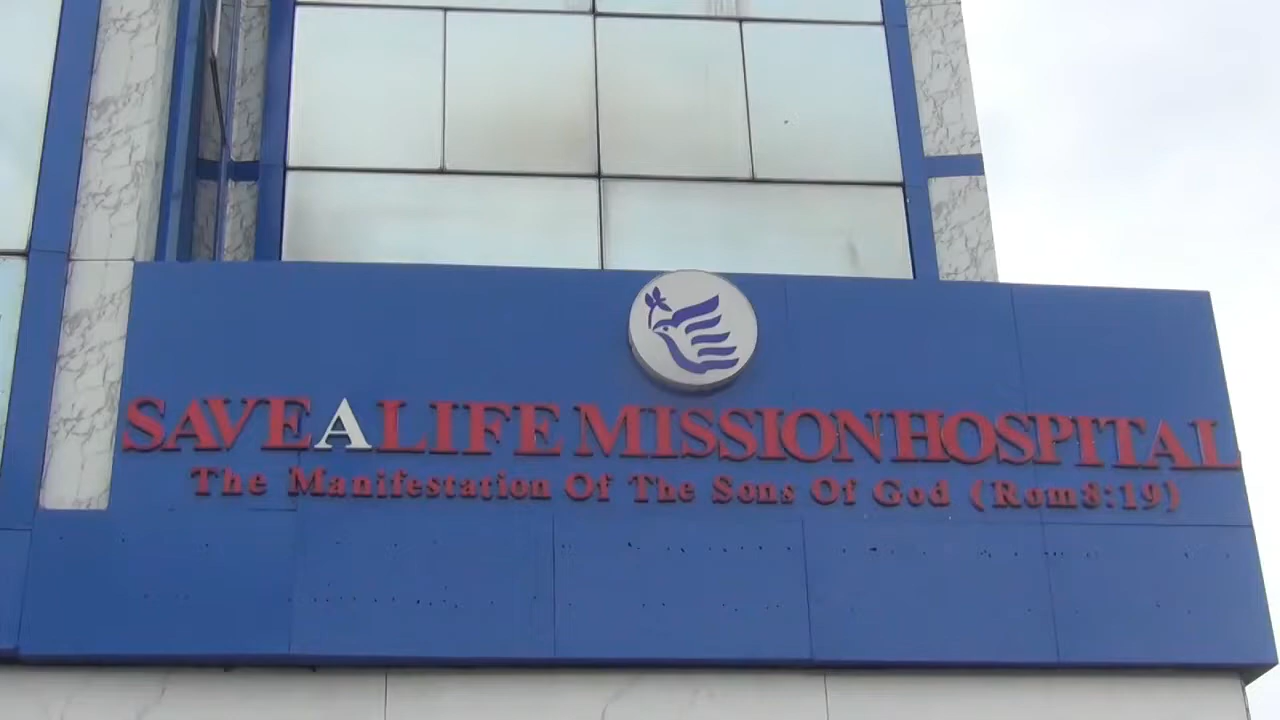 SAVE A LIFE MISSION HOSPITAL
The Manifestation Of The Sons Of God (Rom8:19)